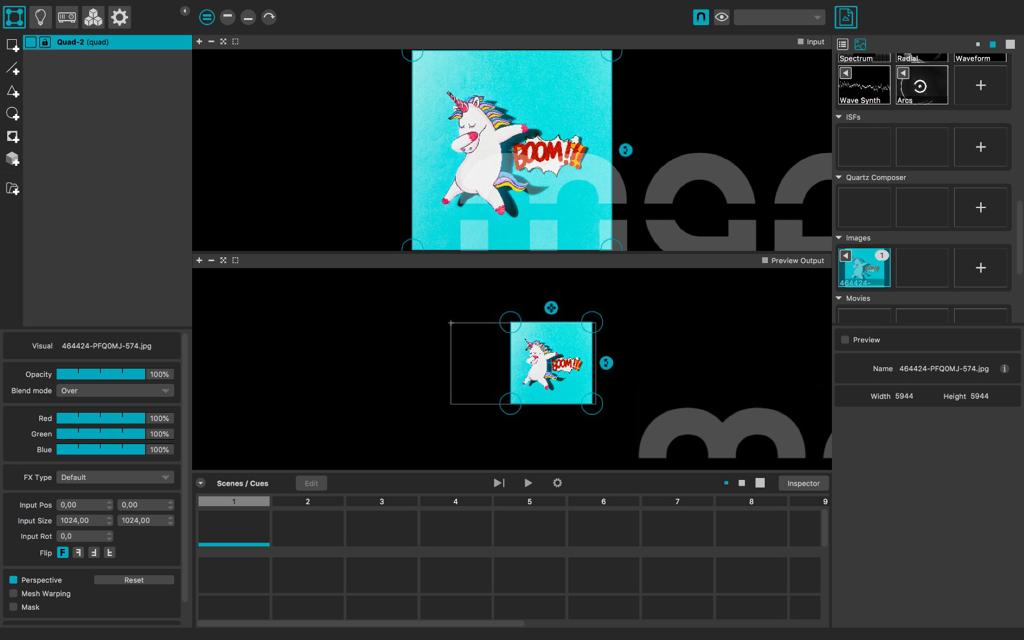 Quad-2 (quad)
Input
Spectrum
Radial
Waveform
Wave Synth
Arcs
ISFs
Quartz Composer
Images
1
464424-
Movies
BOOM!!!
mad
Preview Output
BOOM!!!
Visual 464424-PFQ0MJ-574.jpg
Opacity 100%
Blend mode Over
Red 100%
Green 100%
Blue 100%
FX Type Default
Input Pos 0,00 0,00
Input Size 1024,00 1024,00
Input Rot 0,0
Flip F
Perspective Reset
Mesh Warping
Mask
Scenes / Cues Edit Inspector
1 2 3 4 5 6 7 8 9
Preview
Name 464424-PFQ0MJ-574.jpg
Width 5944 Height 5944